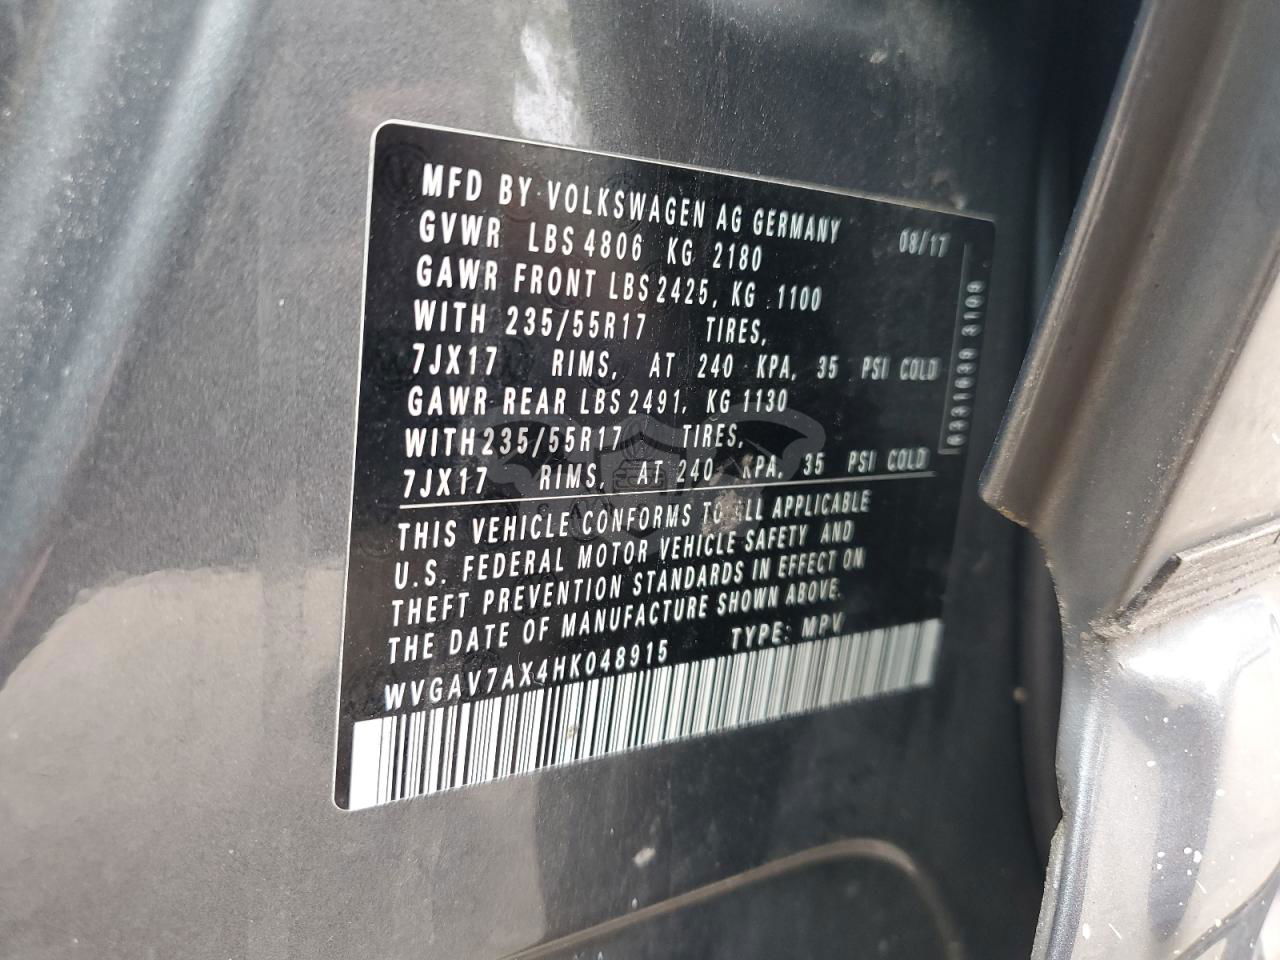 MFD BY VOLKSWAGEN AG GERMANY 08/17
GVWR LBS 4806 KG 2180
GAWR FRONT LBS 2425, KG 1100
WITH 235/55R17 TIRES,
7JX17 RIMS, AT 240 KPA, 35 PSI COLD
GAWR REAR LBS 2491, KG 1130
WITH 235/55R17 TIRES,
7JX17 RIMS, AT 240 KPA, 35 PSI COLD
THIS VEHICLE CONFORMS TO ALL APPLICABLE
U.S. FEDERAL MOTOR VEHICLE SAFETY AND
THEFT PREVENTION STANDARDS IN EFFECT ON
THE DATE OF MANUFACTURE SHOWN ABOVE.
WVGAV7AX4HK048915 TYPE: MPV